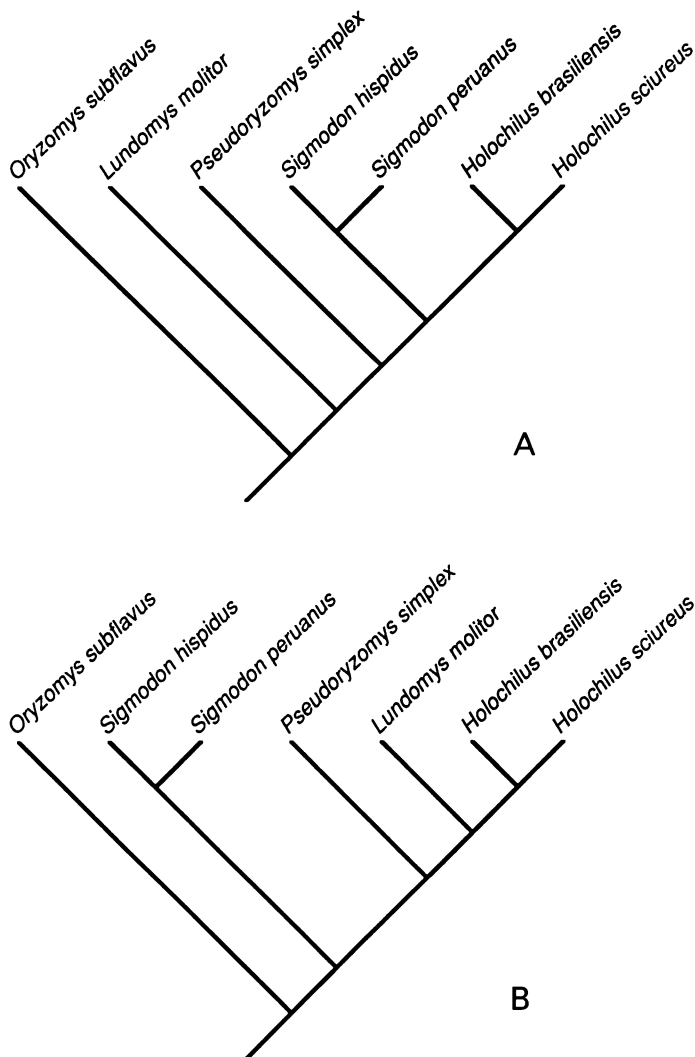 Oryzomys subflavus
Lundomys molitor
Pseudoryzomys simplex
Sigmodon hispidus
Sigmodon peruanus
Holochilus brasiliensis
Holochilus sciureus
A
Oryzomys subflavus
Sigmodon hispidus
Sigmodon peruanus
Pseudoryzomys simplex
Lundomys molitor
Holochilus brasiliensis
Holochilus sciureus
B